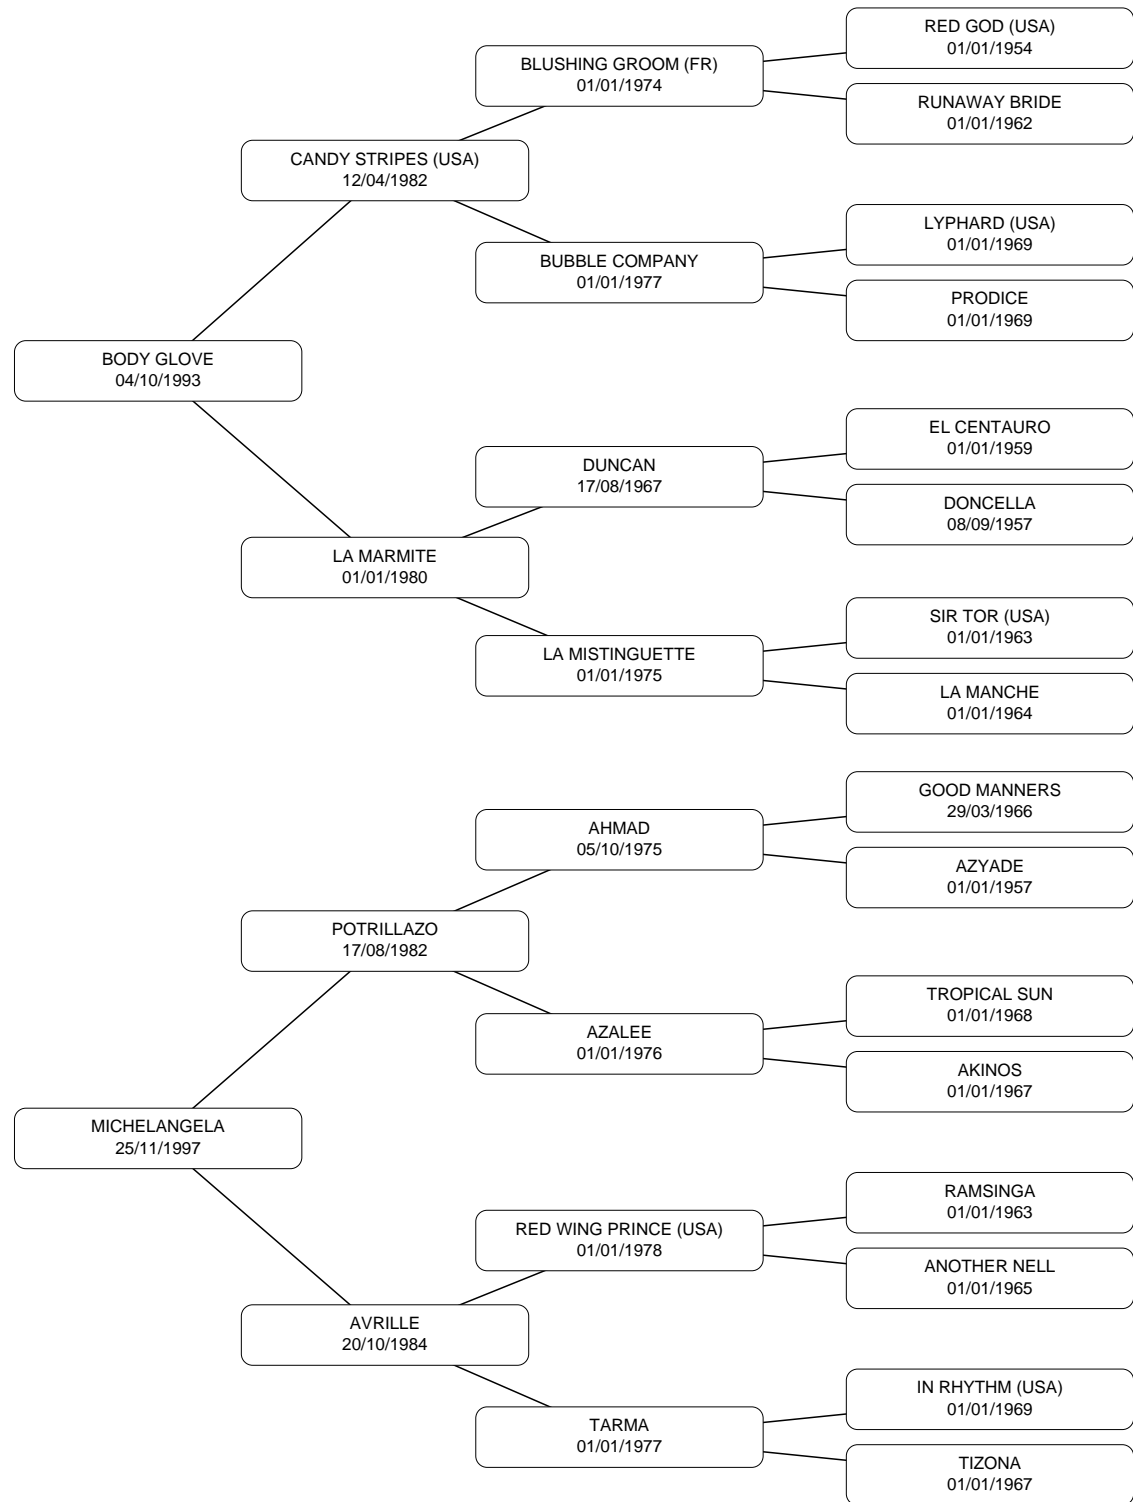 RED GOD (USA)
01/01/1954
BLUSHING GROOM (FR)
01/01/1974
RUNAWAY BRIDE
01/01/1962
CANDY STRIPES (USA)
12/04/1982
LYPHARD (USA)
01/01/1969
BUBBLE COMPANY
01/01/1977
PRODICE
01/01/1969
BODY GLOVE
04/10/1993
EL CENTAURO
01/01/1959
DUNCAN
17/08/1967
DONCELLA
08/09/1957
LA MARMITE
01/01/1980
SIR TOR (USA)
01/01/1963
LA MISTINGUETTE
01/01/1975
LA MANCHE
01/01/1964
GOOD MANNERS
29/03/1966
AHMAD
05/10/1975
AZYADE
01/01/1957
POTRILLAZO
17/08/1982
TROPICAL SUN
01/01/1968
AZALEE
01/01/1976
AKINOS
01/01/1967
MICHELANGELA
25/11/1997
RAMSINGA
01/01/1963
RED WING PRINCE (USA)
01/01/1978
ANOTHER NELL
01/01/1965
AVRILLE
20/10/1984
IN RHYTHM (USA)
01/01/1969
TARMA
01/01/1977
TIZONA
01/01/1967